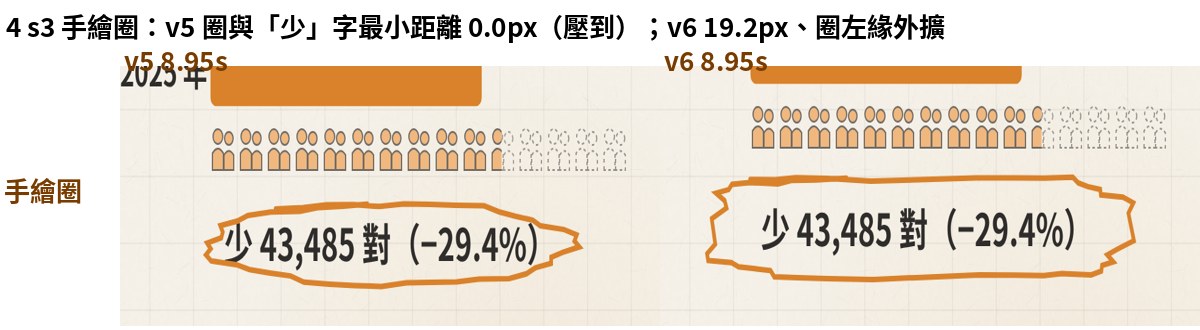 4 s3 手繪圈：v5 圈與「少」字最小距離 0.0px（壓到）；v6 19.2px、圈左緣外擴
v5 8.95s
v6 8.95s
2025 年
手繪圈
少 43,485 對（−29.4%）
少 43,485 對（−29.4%）